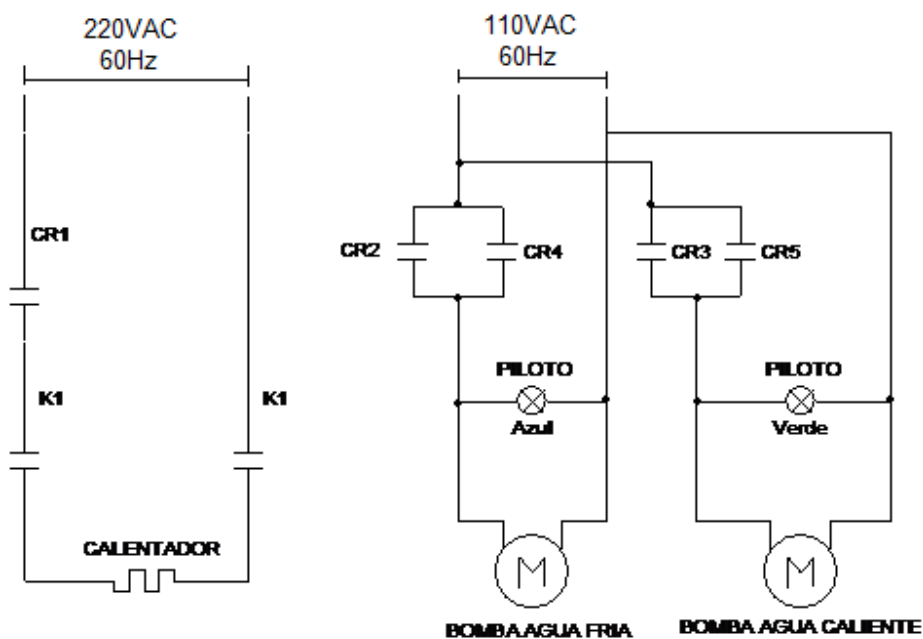 220VAC
60Hz
110VAC
60Hz
CR1
CR2
CR4
CR3
CR5
K1
K1
PILOTO
Azul
PILOTO
Verde
CALENTADOR
M
M
BOMBA AGUA FRIA
BOMBA AGUA CALIENTE